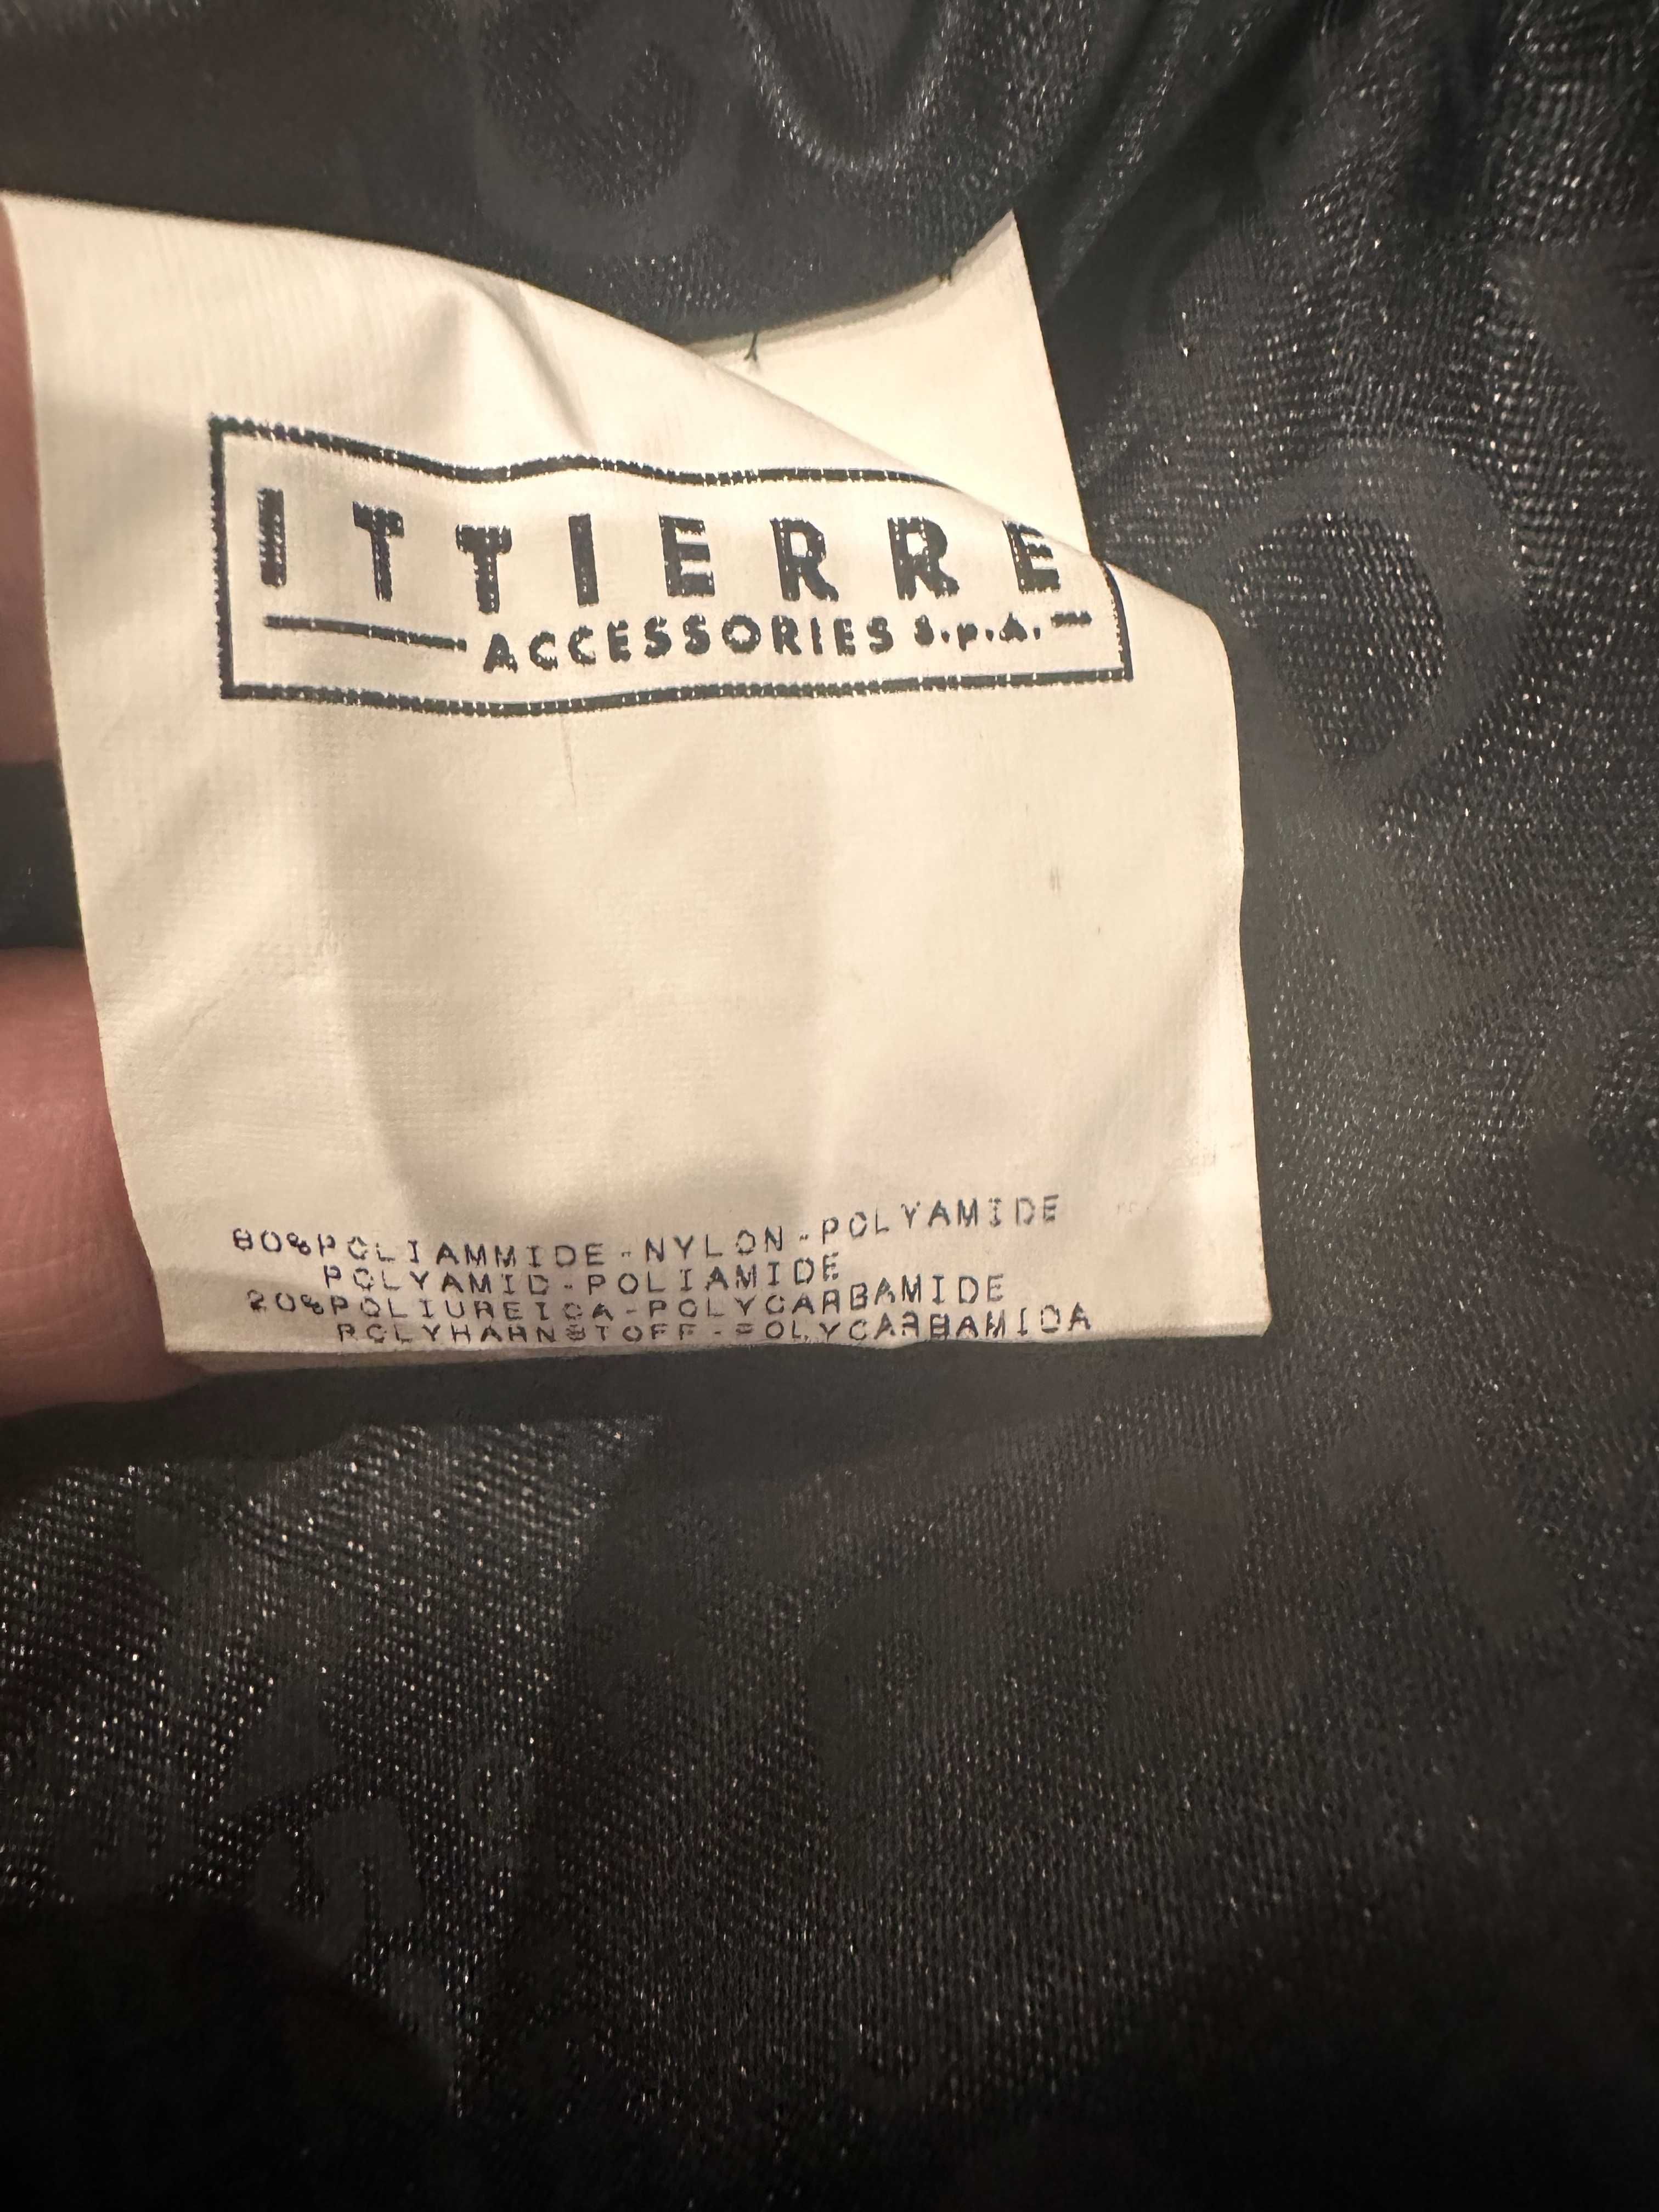 ITTIERRE
ACCESSORIES S.p.A.
80%POLIAMMIDE-NYLON-POLYAMIDE
POLYAMID-POLIAMIDE
20%POLIUREICA-POLYCARBAMIDE
POLYHARNSTOFF-POLYCARBAMIDA